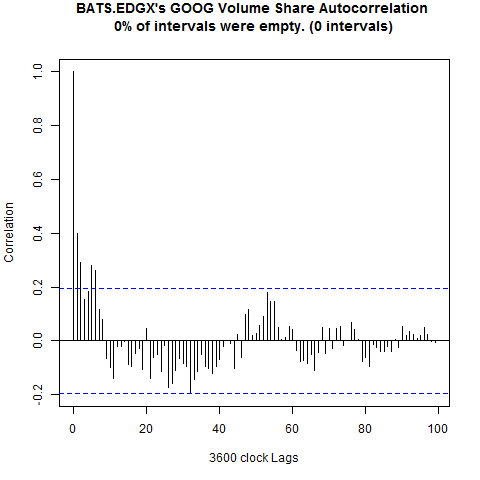 BATS.EDGX's GOOG Volume Share Autocorrelation
0% of intervals were empty. (0 intervals)
Correlation
1.0
0.8
0.6
0.4
0.2
0.0
-0.2
0 20 40 60 80 100
3600 clock Lags